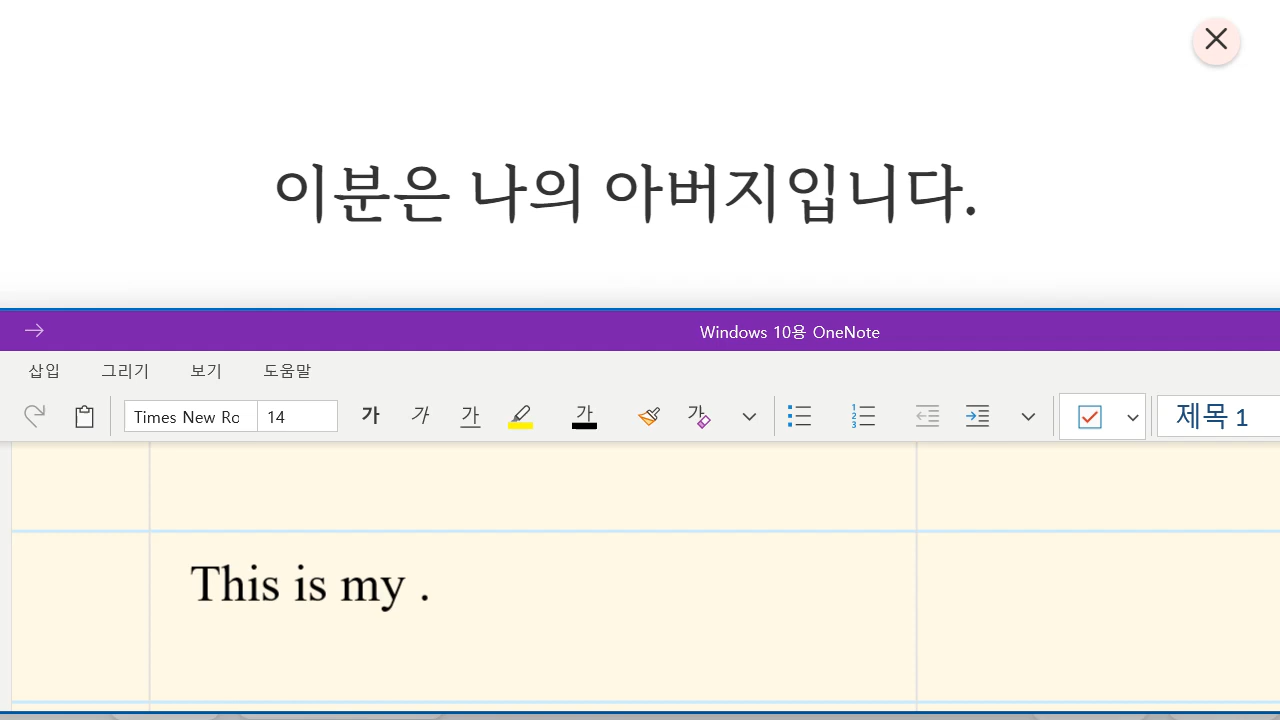 이분은 나의 아버지입니다.
Windows 10용 OneNote
삽입 그리기 보기 도움말
Times New Ro 14 가 가 가 가 가 제목 1
This is my .